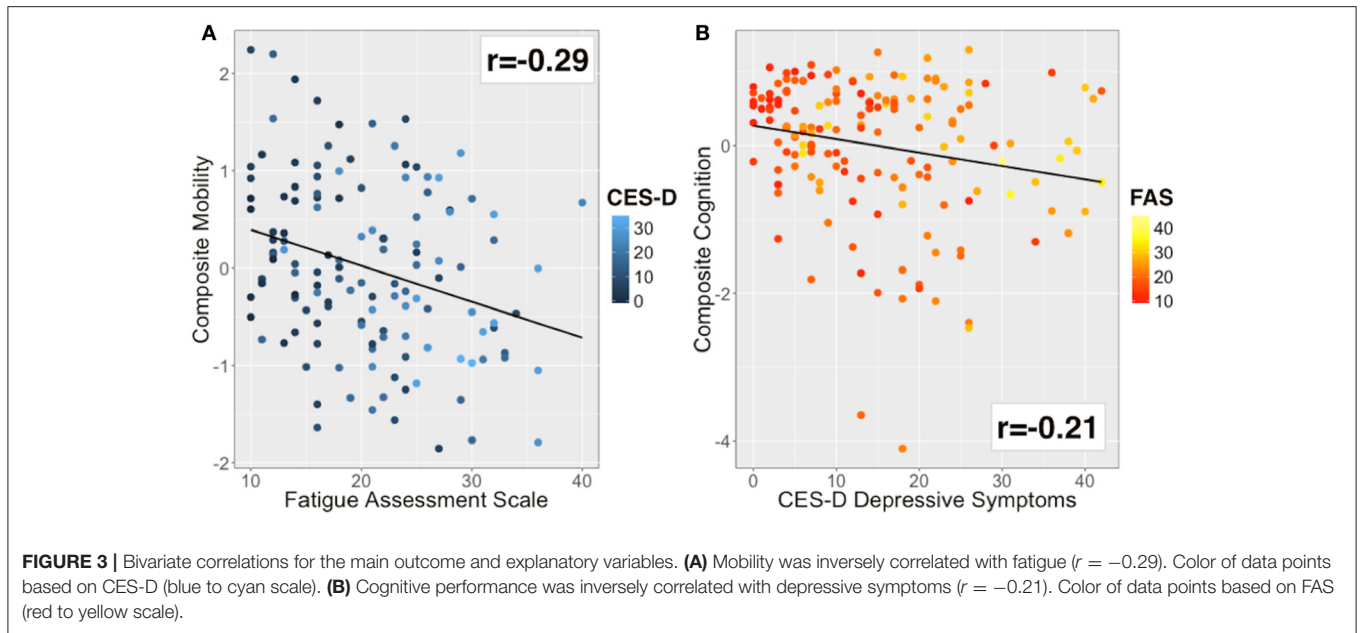 A
r=-0.29
2
1
0
-1
-2
10
20
30
40
Composite Mobility
Fatigue Assessment Scale
CES-D
30
20
10
0
B
0
-2
-4
0
10
20
30
40
Composite Cognition
CES-D Depressive Symptoms
r=-0.21
FAS
40
30
20
10
FIGURE 3 | Bivariate correlations for the main outcome and explanatory variables. (A) Mobility was inversely correlated with fatigue (r = −0.29). Color of data points
based on CES-D (blue to cyan scale). (B) Cognitive performance was inversely correlated with depressive symptoms (r = −0.21). Color of data points based on FAS
(red to yellow scale).